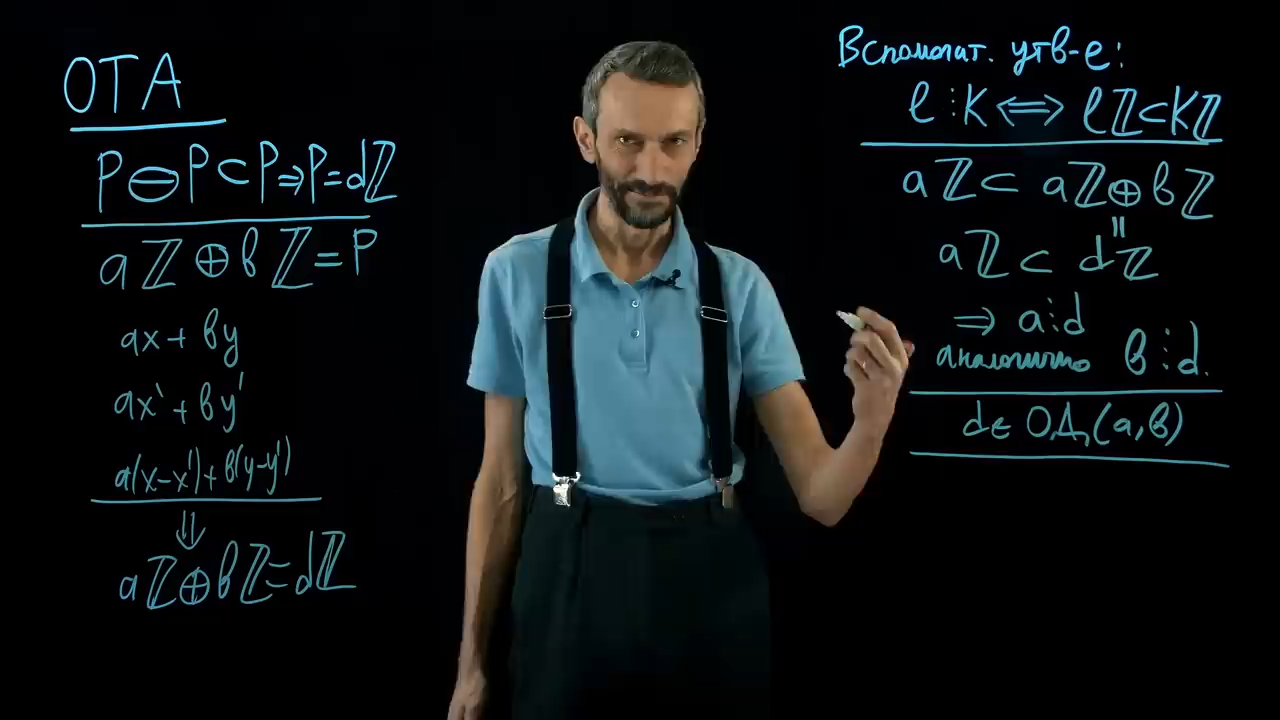 ОТА
P⊖P⊂P⇒P=dℤ
aℤ⊕bℤ=P
ax+by
ax'+by'
a(x-x')+b(y-y')
⇓
aℤ⊕bℤ=dℤ
Вспомогат. утв-е:
l⋮K⟺lℤ⊂Kℤ
aℤ⊂aℤ⊕bℤ
=
aℤ⊂dℤ
⇒a⋮d
аналогично b⋮d.
d∈ОД(a,b)